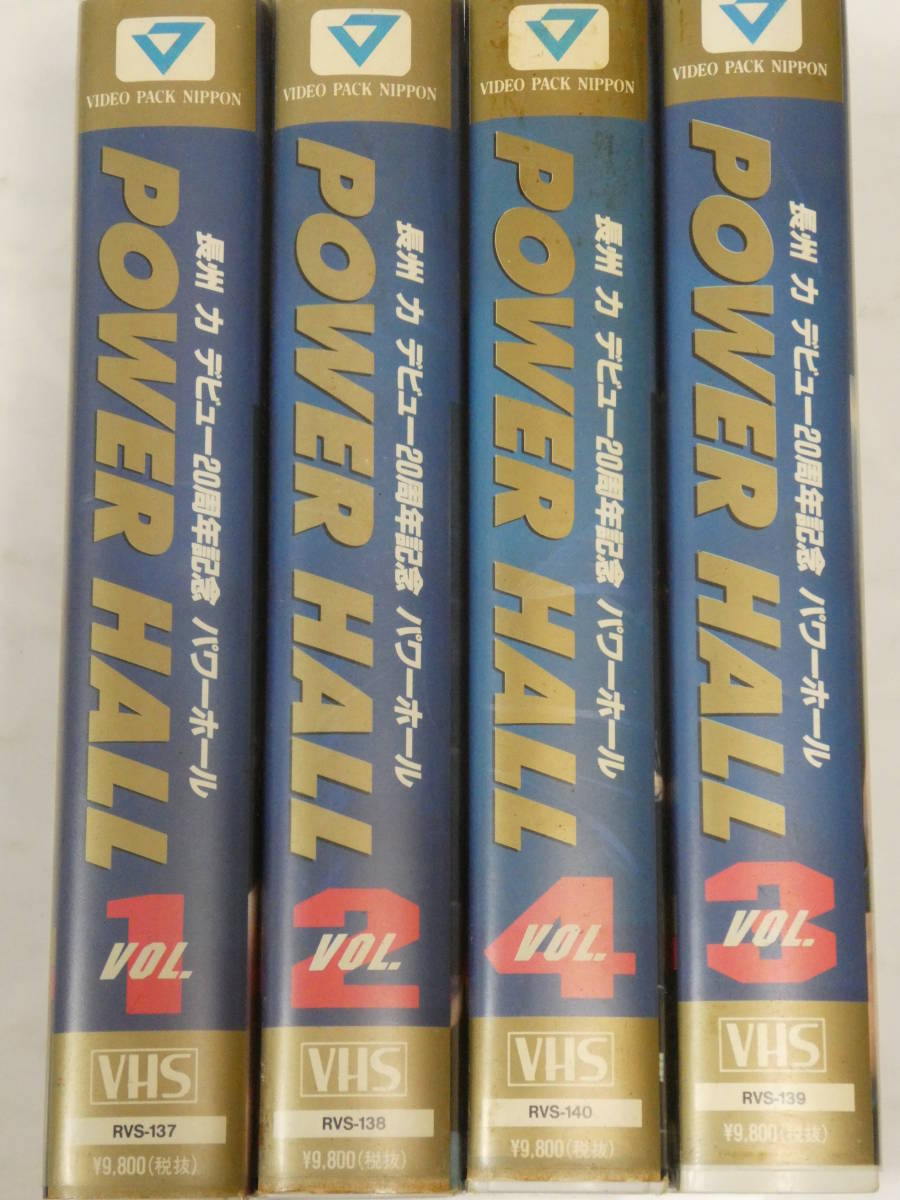 VIDEO PACK NIPPON
長州 力 デビュー20周年記念 パワーホール
POWER HALL
VOL. 1
VHS
RVS-137
¥9,800(税抜)
VIDEO PACK NIPPON
長州 力 デビュー20周年記念 パワーホール
POWER HALL
VOL. 2
VHS
RVS-138
¥9,800(税抜)
VIDEO PACK NIPPON
長州 力 デビュー20周年記念 パワーホール
POWER HALL
VOL. 4
VHS
RVS-140
¥9,800(税抜)
VIDEO PACK NIPPON
長州 力 デビュー20周年記念 パワーホール
POWER HALL
VOL. 3
VHS
RVS-139
¥9,800(税抜)